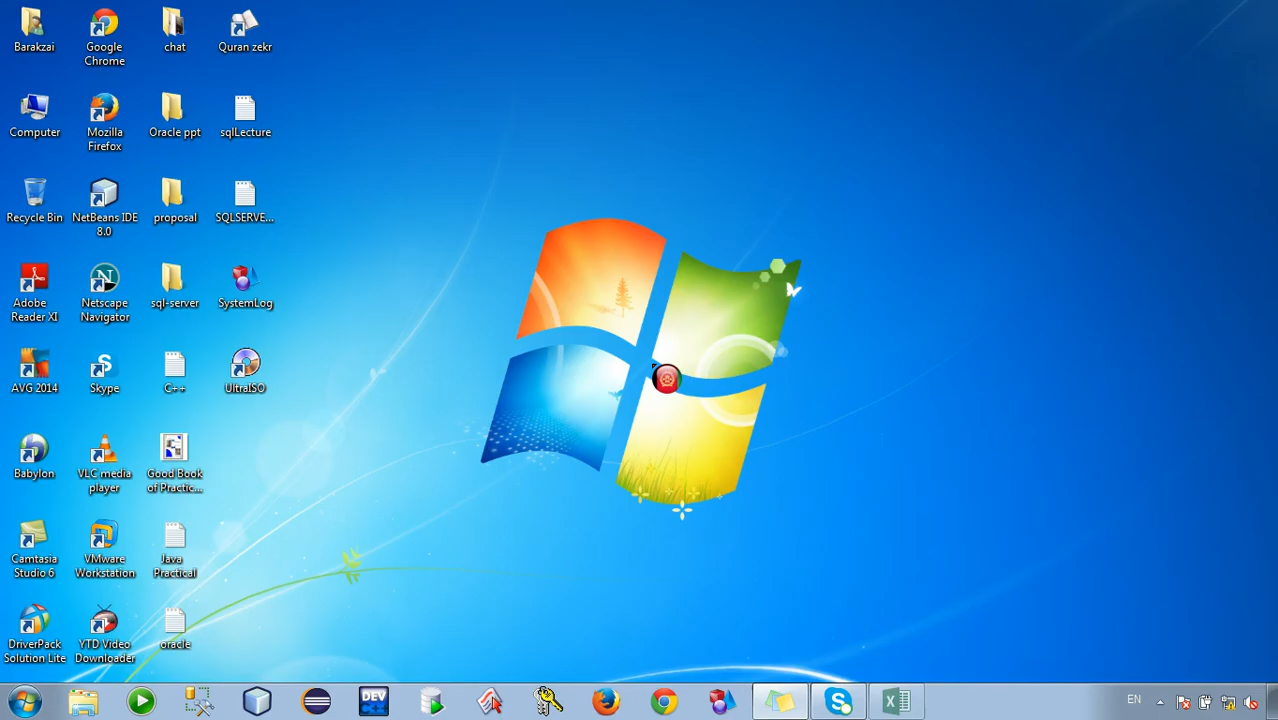 Barakzai
Google
Chrome
chat
Quran zekr
Computer
Mozilla
Firefox
Oracle ppt
sqlLecture
Recycle Bin
NetBeans IDE
8.0
proposal
SQLSERVE...
Adobe
Reader XI
Netscape
Navigator
sql-server
SystemLog
AVG 2014
Skype
C++
UltraISO
Babylon
VLC media
player
Good Book
of Practic...
Camtasia
Studio 6
VMware
Workstation
Java
Practical
DriverPack
Solution Lite
YTD Video
Downloader
oracle
DEV
EN